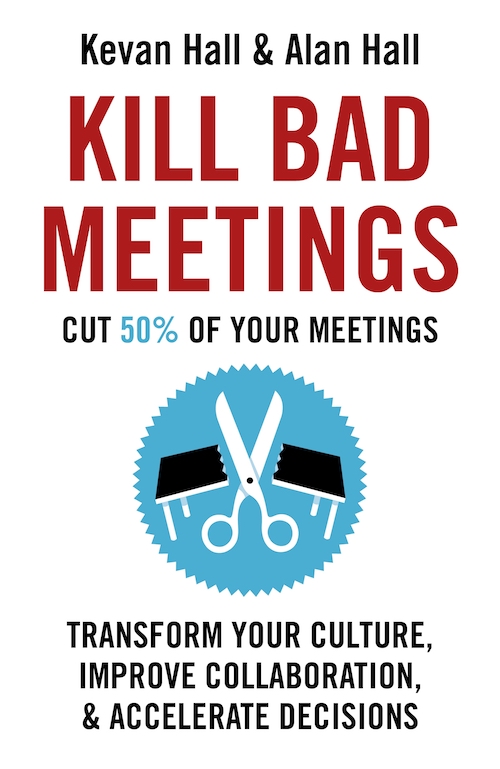 Kevan Hall & Alan Hall
KILL BAD
MEETINGS
CUT 50% OF YOUR MEETINGS
TRANSFORM YOUR CULTURE,
IMPROVE COLLABORATION,
& ACCELERATE DECISIONS